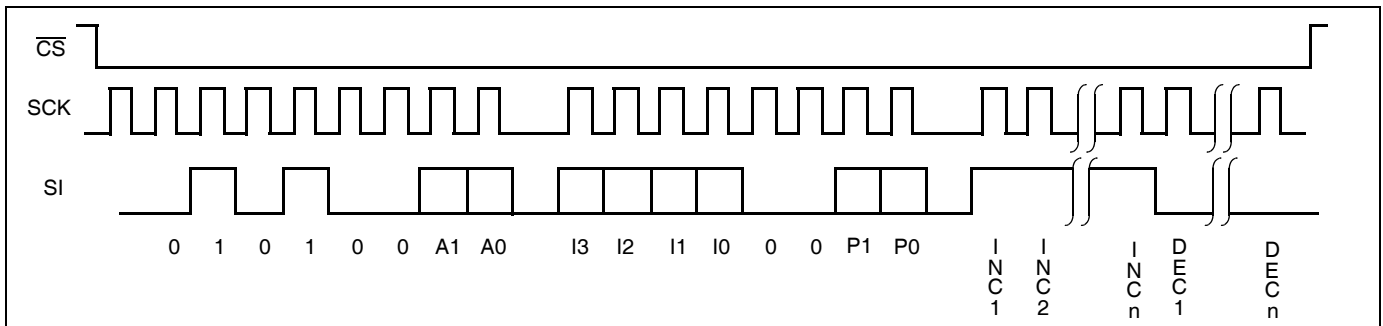 CS
SCK
SI
0 1 0 1 0 0 A1 A0 I3 I2 I1 I0 0 0 P1 P0
INC1
INC2
INCn
DEC1
DECn